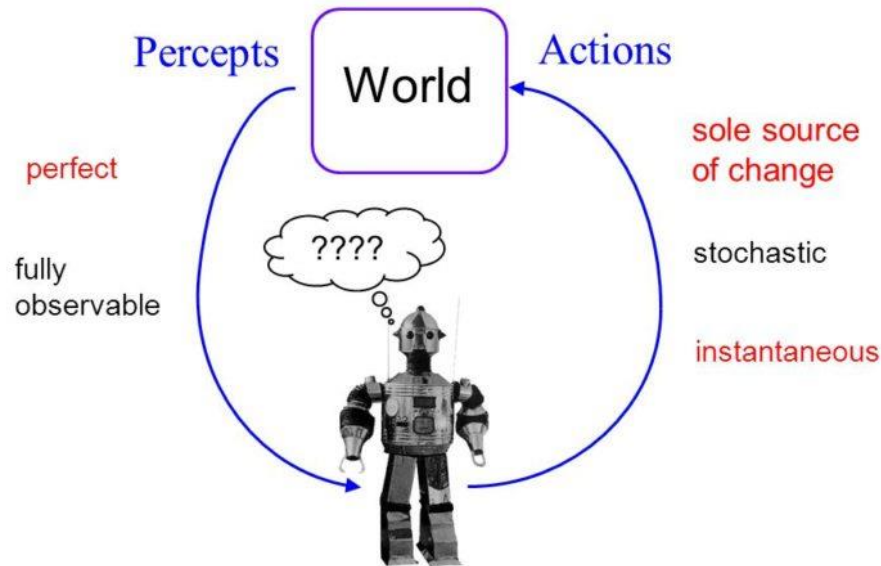 Percepts
World
Actions
perfect
sole source
of change
????
fully
observable
stochastic
instantaneous